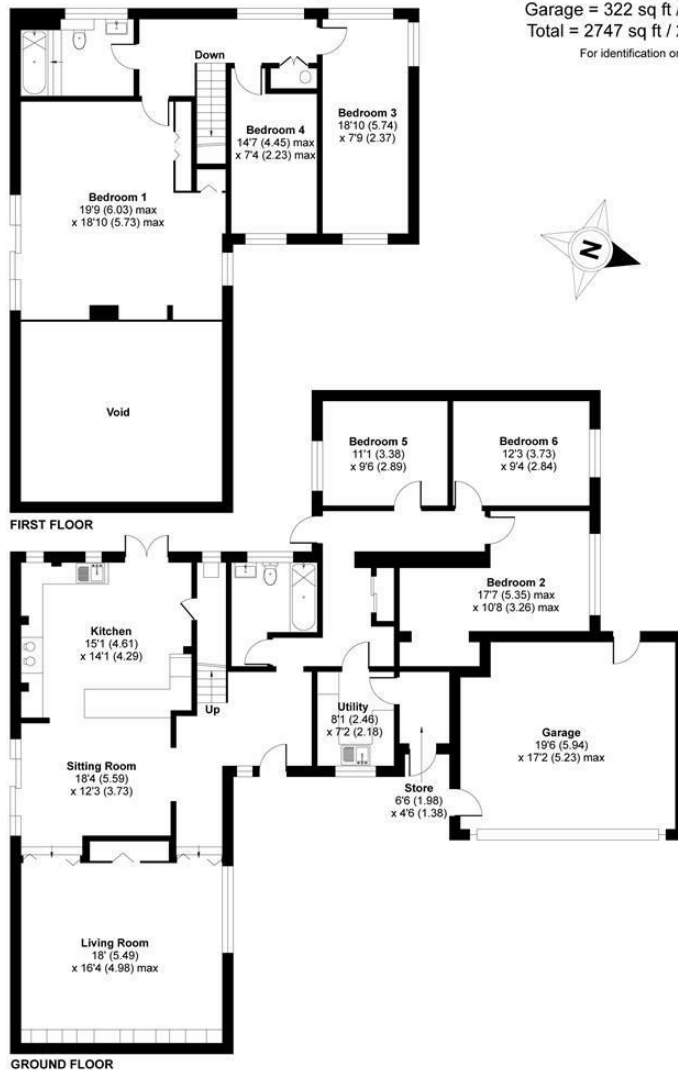 Garage = 322 sq ft /
Total = 2747 sq ft /
For identification
Down
Bedroom 3
18'10 (5.74)
x 7'9 (2.37)
Bedroom 4
14'7 (4.45) max
x 7'4 (2.23) max
Bedroom 1
19'9 (6.03) max
x 18'10 (5.73) max
N
Void
FIRST FLOOR
Bedroom 5
11'1 (3.38)
x 9'6 (2.89)
Bedroom 6
12'3 (3.73)
x 9'4 (2.84)
Bedroom 2
17'7 (5.35) max
x 10'8 (3.26) max
Kitchen
15'1 (4.61)
x 14'1 (4.29)
Up
Utility
8'1 (2.46)
x 7'2 (2.18)
Garage
19'6 (5.94)
x 17'2 (5.23) max
Sitting Room
18'4 (5.59)
x 12'3 (3.73)
Store
6'6 (1.98)
x 4'6 (1.38)
Living Room
18' (5.49)
x 16'4 (4.98) max
GROUND FLOOR